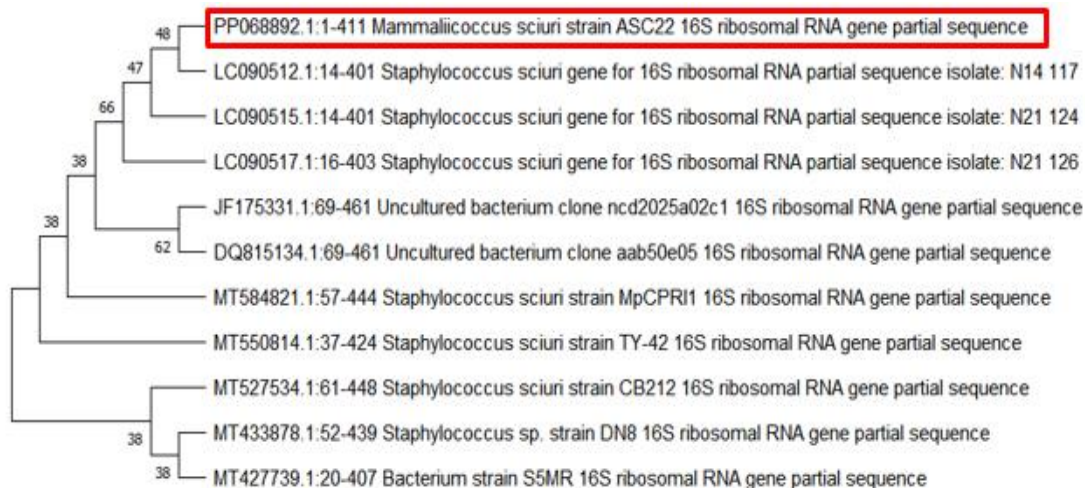 48
PP068892.1:1-411 Mammaliicoccus sciuri strain ASC22 16S ribosomal RNA gene partial sequence
47
LC090512.1:14-401 Staphylococcus sciuri gene for 16S ribosomal RNA partial sequence isolate: N14 117
66
LC090515.1:14-401 Staphylococcus sciuri gene for 16S ribosomal RNA partial sequence isolate: N21 124
38
LC090517.1:16-403 Staphylococcus sciuri gene for 16S ribosomal RNA partial sequence isolate: N21 126
38
JF175331.1:69-461 Uncultured bacterium clone ncd2025a02c1 16S ribosomal RNA gene partial sequence
62
DQ815134.1:69-461 Uncultured bacterium clone aab50e05 16S ribosomal RNA gene partial sequence
MT584821.1:57-444 Staphylococcus sciuri strain MpCPRI1 16S ribosomal RNA gene partial sequence
MT550814.1:37-424 Staphylococcus sciuri strain TY-42 16S ribosomal RNA gene partial sequence
MT527534.1:61-448 Staphylococcus sciuri strain CB212 16S ribosomal RNA gene partial sequence
38
MT433878.1:52-439 Staphylococcus sp. strain DN8 16S ribosomal RNA gene partial sequence
38
MT427739.1:20-407 Bacterium strain S5MR 16S ribosomal RNA gene partial sequence